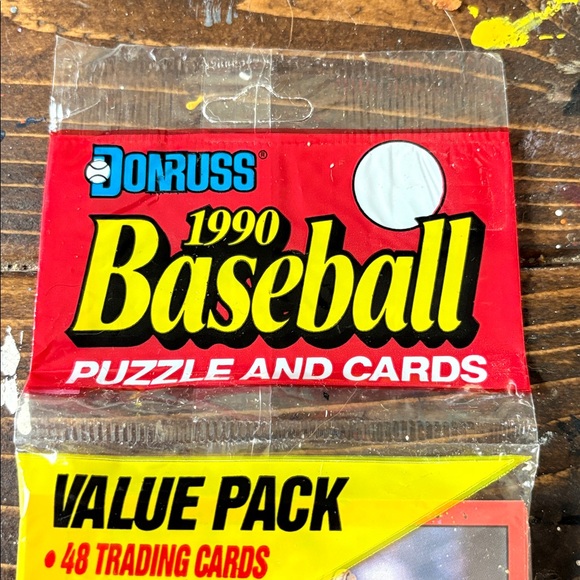 DONRUSS®
1990
Baseball
PUZZLE AND CARDS
VALUE PACK
• 48 TRADING CARDS